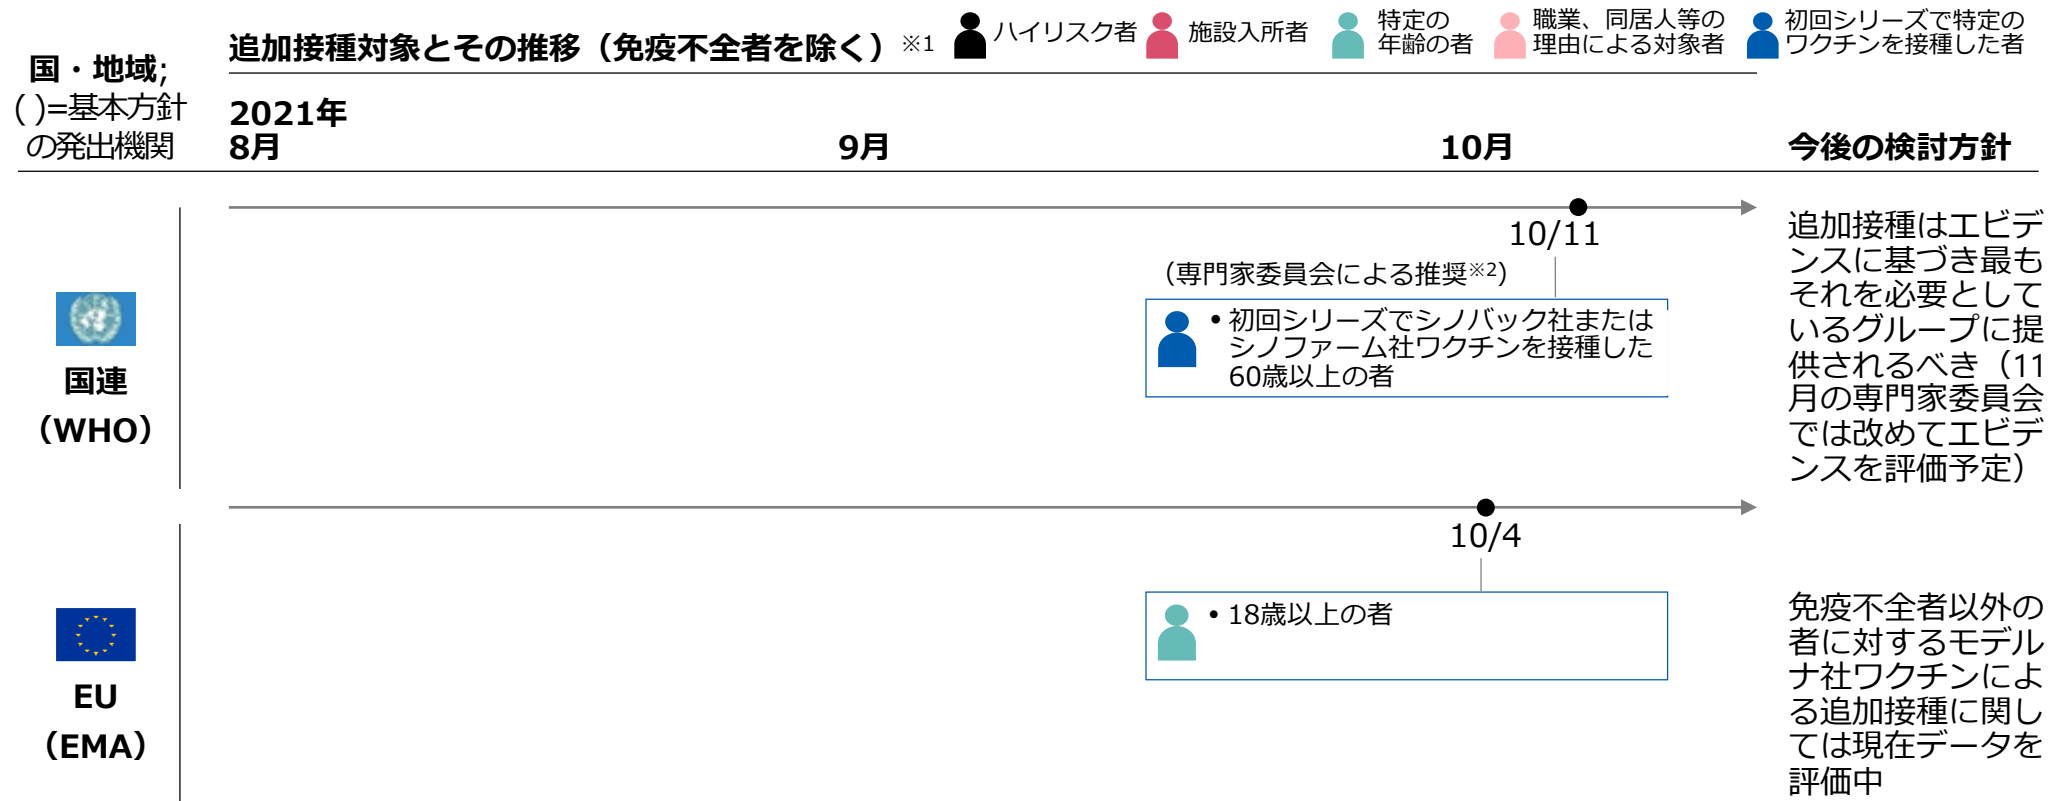 追加接種対象とその推移（免疫不全者を除く）※1
ハイリスク者
施設入所者
特定の
年齢の者
職業、同居人等の
理由による対象者
初回シリーズで特定の
ワクチンを接種した者
国・地域;
( )=基本方針
の発出機関
2021年
8月
9月
10月
今後の検討方針
国連
（WHO）
10/11
（専門家委員会による推奨※2）
•初回シリーズでシノバック社または
シノファーム社ワクチンを接種した
60歳以上の者
追加接種はエビデ
ンスに基づき最も
それを必要として
いるグループに提
供されるべき（11
月の専門家委員会
では改めてエビデ
ンスを評価予定）
EU
（EMA）
10/4
•18歳以上の者
免疫不全者以外の
者に対するモデル
ナ社ワクチンによ
る追加接種に関し
ては現在データを
評価中